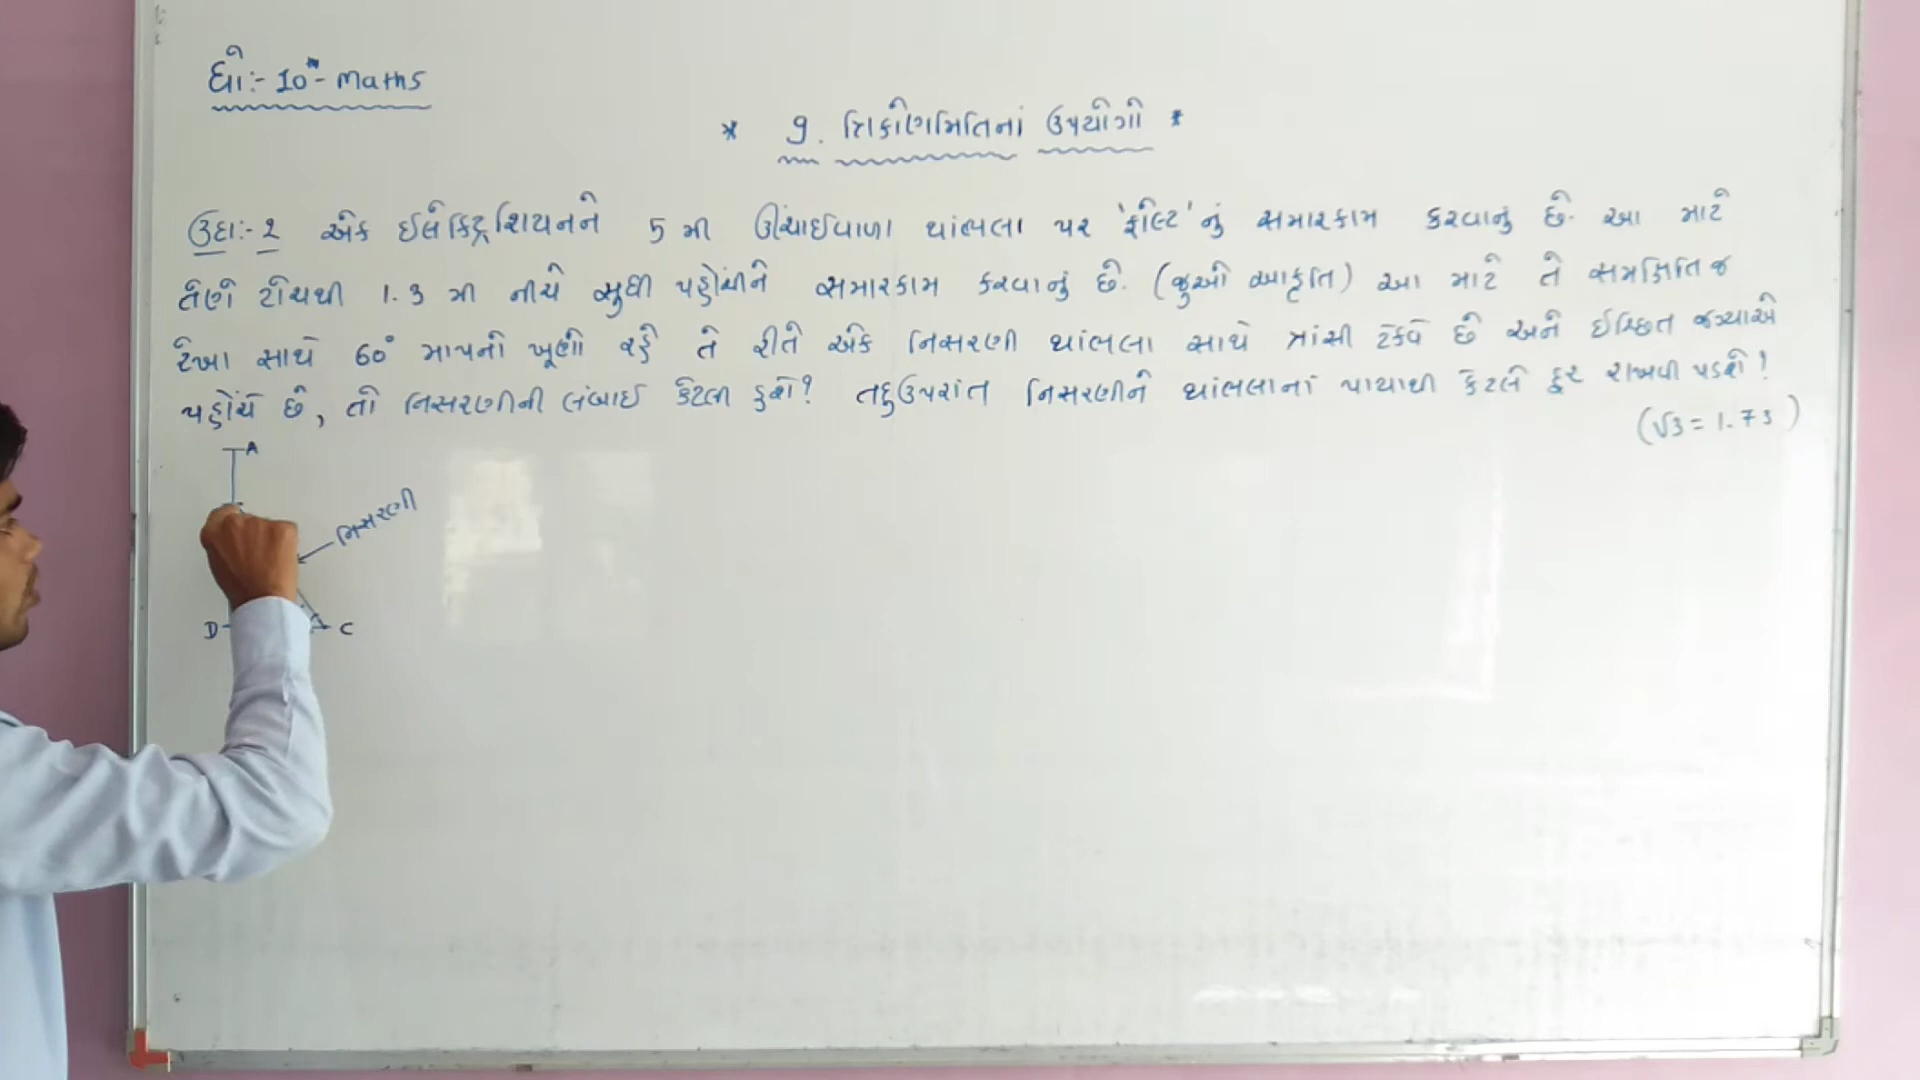 ધો:- 10ᵗʰ- Maths
* 9. ત્રિકોણમિતિનાં ઉપયોગો *
ઉદા:- 2 એક ઈલેક્ટ્રિશિયનને 5 મી ઊંચાઈવાળા થાંભલા પર 'ફોલ્ટ' નું સમારકામ કરવાનું છે. આ માટે
તેણે ટોચથી 1.3 મી નીચે સુધી પહોંચીને સમારકામ કરવાનું છે. (જુઓ આકૃતિ) આ માટે તે સમક્ષિતિજ
રેખા સાથે 60° માપનો ખૂણો રહે તે રીતે એક નિસરણી થાંભલા સાથે ત્રાંસી ટેકવે છે અને ઈચ્છિત જગ્યાએ
પહોંચે છે, તો નિસરણીની લંબાઈ કેટલી હશે? તદ્ઉપરાંત નિસરણીને થાંભલાનાં પાયાથી કેટલે દૂર રાખવી પડશે?
(√3 = 1.73)
A
નિસરણી
D
C